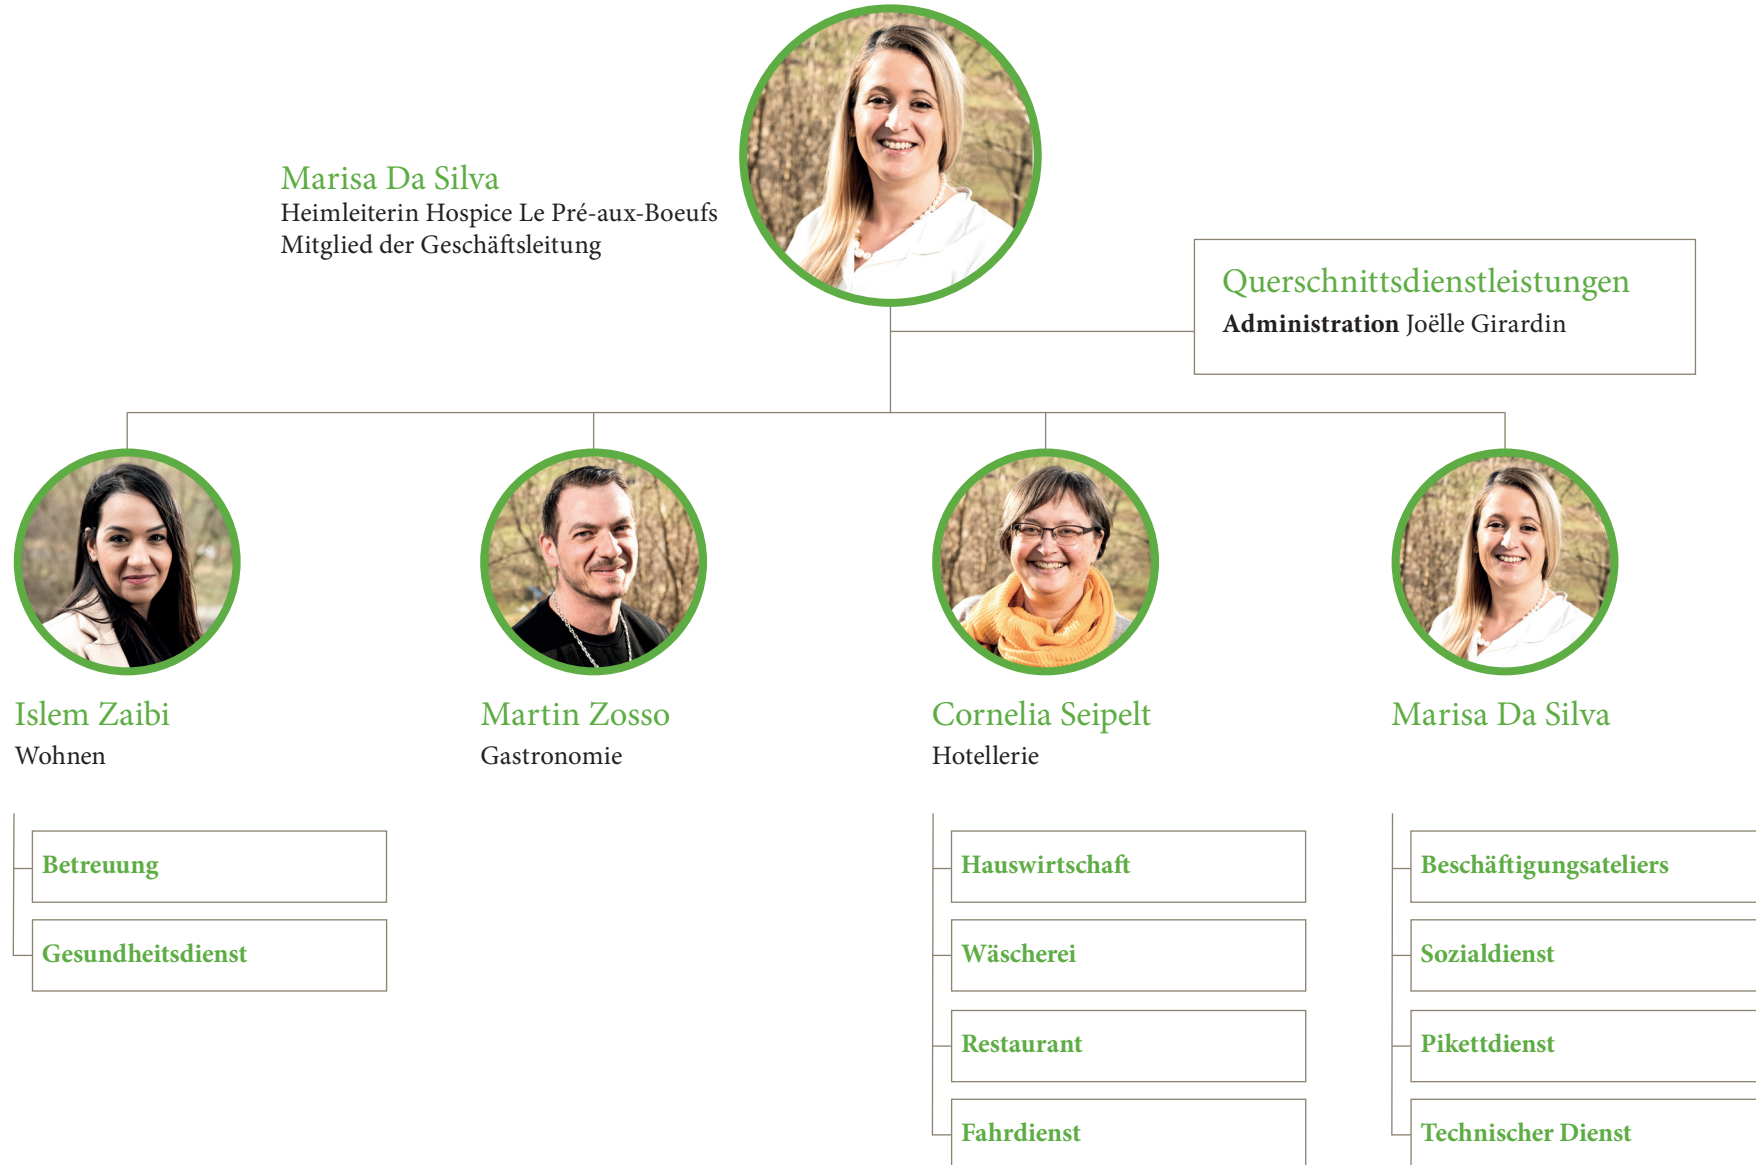 Marisa Da Silva
Heimleiterin Hospice Le Pré-aux-Boeufs
Mitglied der Geschäftsleitung
Querschnittsdienstleistungen
Administration Joëlle Girardin
Islem Zaibi
Wohnen
Martin Zosso
Gastronomie
Cornelia Seipelt
Hotellerie
Marisa Da Silva
Betreuung
Gesundheitsdienst
Hauswirtschaft
Wäscherei
Restaurant
Fahrdienst
Beschäftigungsateliers
Sozialdienst
Pikettdienst
Technischer Dienst